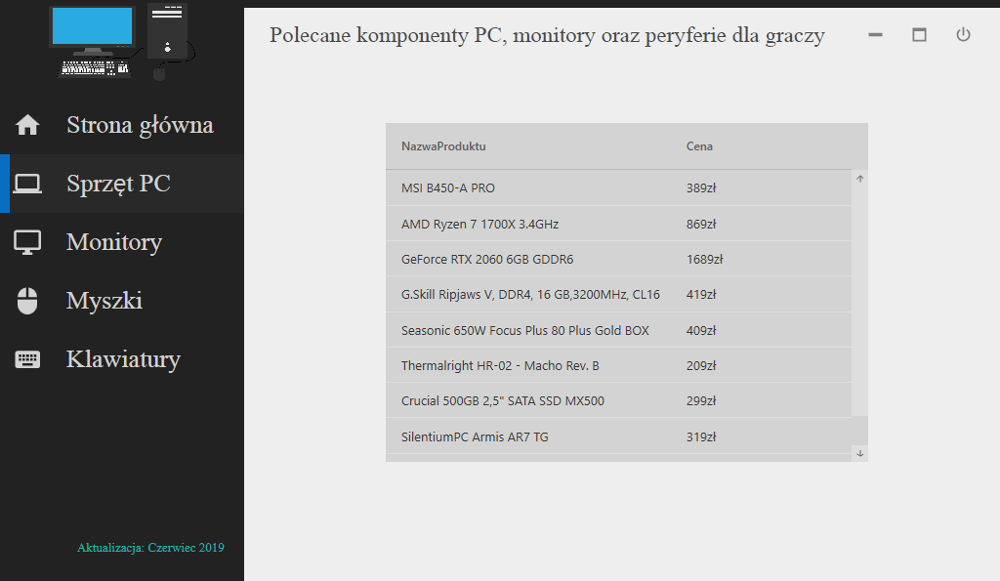 Polecane komponenty PC, monitory oraz peryferie dla graczy
Strona główna
Sprzęt PC
Monitory
Myszki
Klawiatury
Aktualizacja: Czerwiec 2019
NazwaProduktu Cena
MSI B450-A PRO 389zł
AMD Ryzen 7 1700X 3.4GHz 869zł
GeForce RTX 2060 6GB GDDR6 1689zł
G.Skill Ripjaws V, DDR4, 16 GB,3200MHz, CL16 419zł
Seasonic 650W Focus Plus 80 Plus Gold BOX 409zł
Thermalright HR-02 - Macho Rev. B 209zł
Crucial 500GB 2,5" SATA SSD MX500 299zł
SilentiumPC Armis AR7 TG 319zł